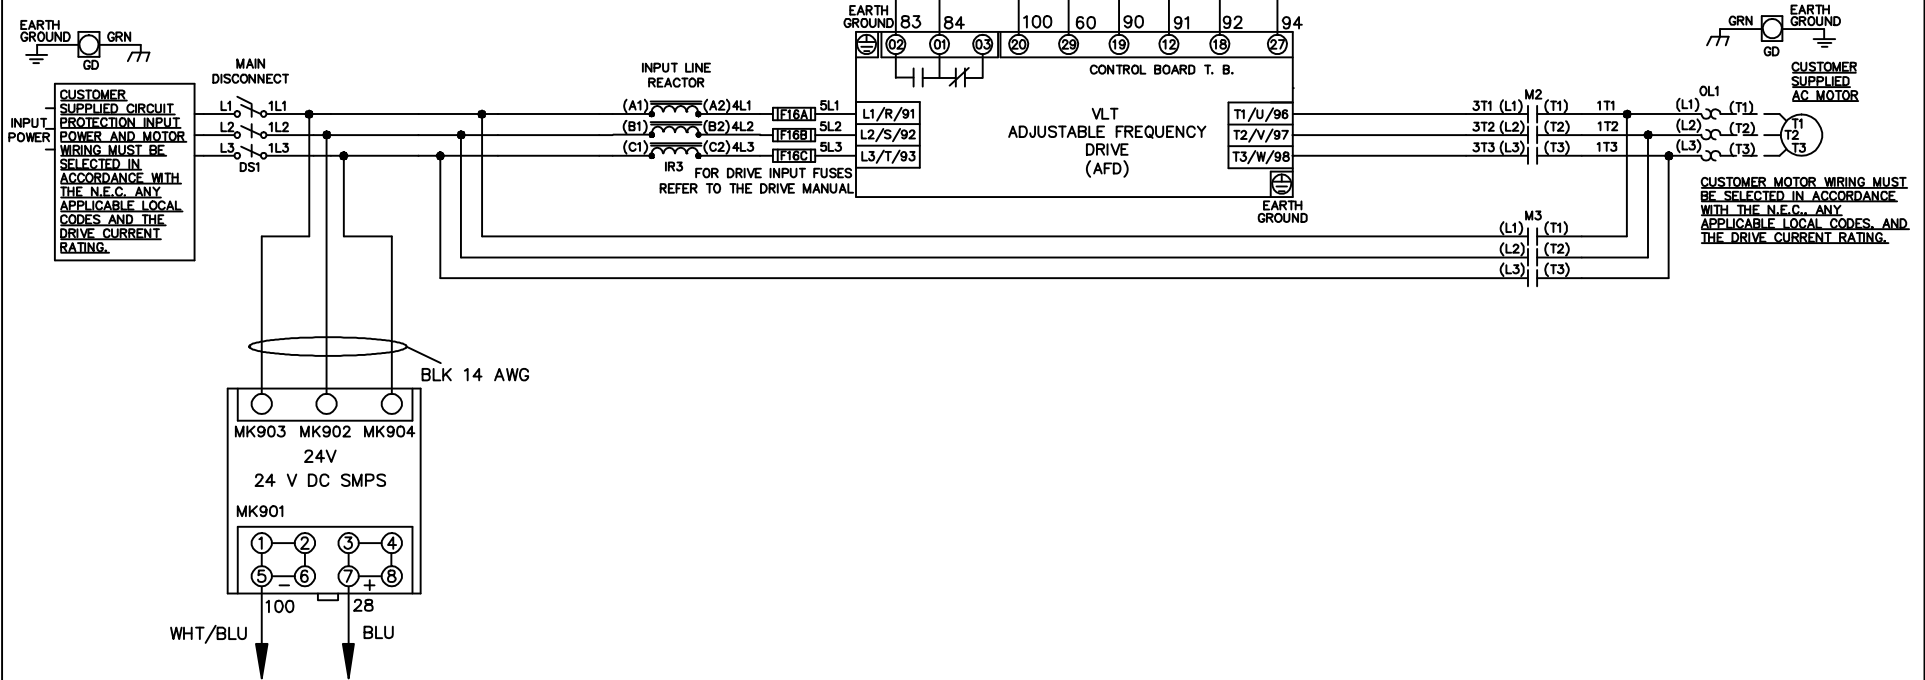 EARTH
GROUND
GRN
GD
INPUT
POWER
CUSTOMER
SUPPLIED CIRCUIT
PROTECTION INPUT
POWER AND MOTOR
WIRING MUST BE
SELECTED IN
ACCORDANCE WITH
THE N.E.C. ANY
APPLICABLE LOCAL
CODES AND THE
DRIVE CURRENT
RATING.
MAIN
DISCONNECT
L1 1L1
L2 1L2
L3 1L3
DS1
INPUT LINE
REACTOR
(A1) (A2) 4L1 F16A 5L1
(B1) (B2) 4L2 F16B 5L2
(C1) (C2) 4L3 F16C 5L3
IR3
FOR DRIVE INPUT FUSES
REFER TO THE DRIVE MANUAL
EARTH
GROUND
83 84 100 60 90 91 92 94
02 01 03 20 29 19 12 18 27
CONTROL BOARD T. B.
L1/R/91
L2/S/92
L3/T/93
VLT
ADJUSTABLE FREQUENCY
DRIVE
(AFD)
T1/U/96
T2/V/97
T3/W/98
EARTH
GROUND
M2
3T1 (L1) (T1) 1T1
3T2 (L2) (T2) 1T2
3T3 (L3) (T3) 1T3
M3
(L1) (T1)
(L2) (T2)
(L3) (T3)
OL1
(L1) (T1)
(L2) (T2)
(L3) (T3)
T1
T2
T3
GRN
GD
EARTH
GROUND
CUSTOMER
SUPPLIED
AC MOTOR
CUSTOMER MOTOR WIRING MUST
BE SELECTED IN ACCORDANCE
WITH THE N.E.C., ANY
APPLICABLE LOCAL CODES, AND
THE DRIVE CURRENT RATING.
BLK 14 AWG
MK903 MK902 MK904
24V
24 V DC SMPS
MK901
1 2 3 4
5 6 7 8
− +
100 28
WHT/BLU BLU